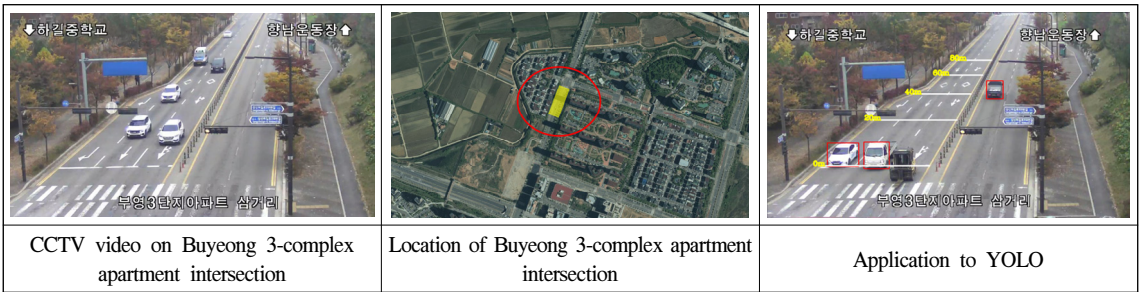 ⬇하길중학교 향남운동장⬆
부영3단지아파트 삼거리
⬇하길중학교 향남운동장⬆
80m
60m
40m
20m
0m
부영3단지아파트 삼거리
CCTV video on Buyeong 3-complex
apartment intersection
Location of Buyeong 3-complex apartment
intersection
Application to YOLO